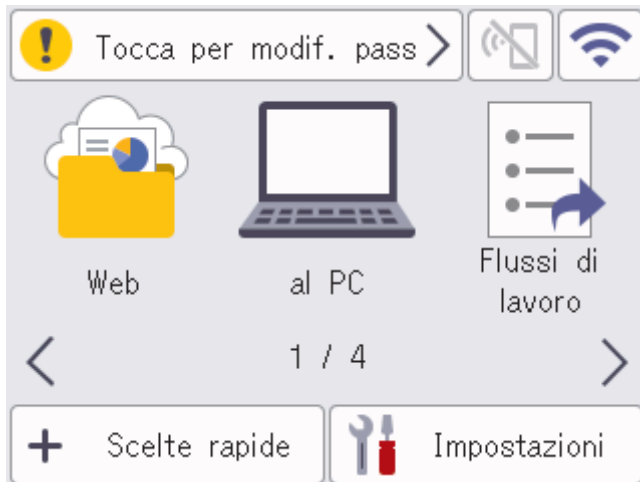 Tocca per modif. pass
Web
al PC
Flussi di
lavoro
1 / 4
Scelte rapide
Impostazioni